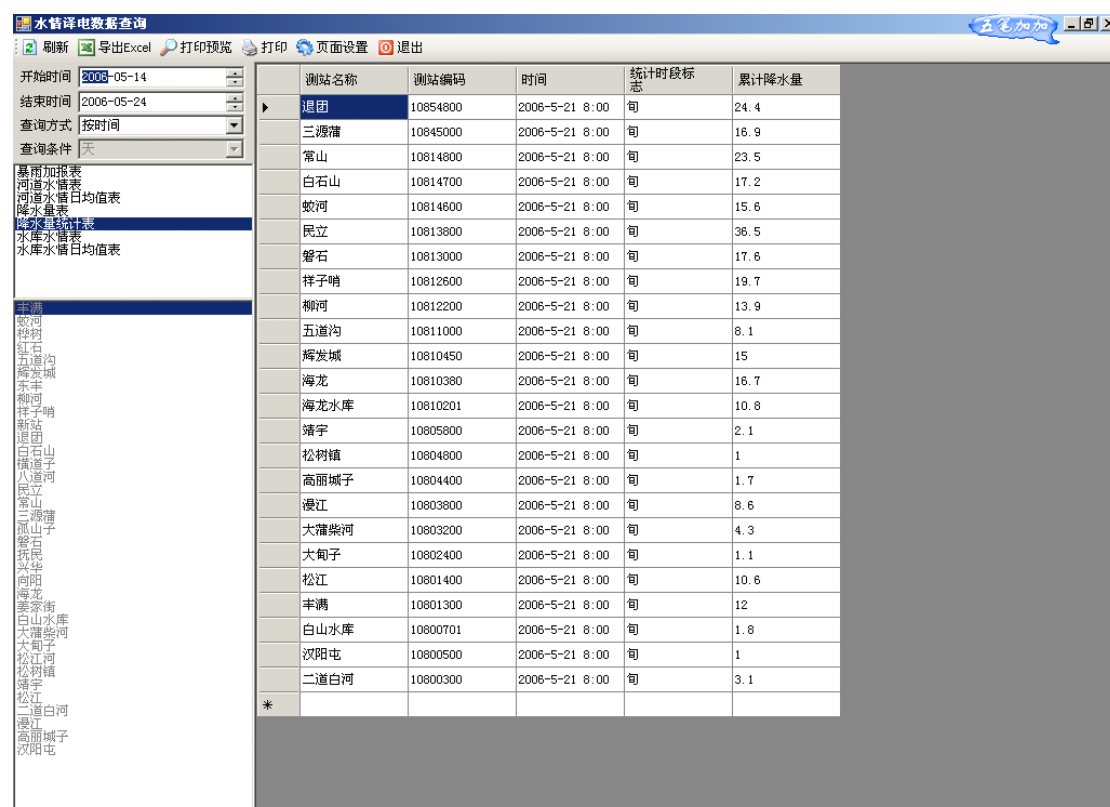 水情译电数据查询
五笔加加
刷新 导出Excel 打印预览 打印 页面设置 退出
开始时间 2006-05-14
结束时间 2006-05-24
查询方式 按时间
查询条件 天
暴雨加报表
河道水情表
河道水情日均值表
降水量表
降水量统计表
水库水情表
水库水情日均值表
丰满
蛟河
桦树
红石
五道沟
辉发城
东丰
柳河
祥子哨
新站
退团
白石山
横道子
八道河
民立
常山
三源蒲
孤山子
磐石
抚民
兴华
向阳
海龙
姜家街
白山水库
大蒲柴河
大甸子
松江河
松树镇
靖宇
松江
二道白河
漫江
高丽城子
汉阳屯
测站名称 测站编码 时间 统计时段标志 累计降水量
退团 10854800 2006-5-21 8:00 旬 24.4
三源蒲 10845000 2006-5-21 8:00 旬 16.9
常山 10814800 2006-5-21 8:00 旬 23.5
白石山 10814700 2006-5-21 8:00 旬 17.2
蛟河 10814600 2006-5-21 8:00 旬 15.6
民立 10813800 2006-5-21 8:00 旬 36.5
磐石 10813000 2006-5-21 8:00 旬 17.6
祥子哨 10812600 2006-5-21 8:00 旬 19.7
柳河 10812200 2006-5-21 8:00 旬 13.9
五道沟 10811000 2006-5-21 8:00 旬 8.1
辉发城 10810450 2006-5-21 8:00 旬 15
海龙 10810380 2006-5-21 8:00 旬 16.7
海龙水库 10810201 2006-5-21 8:00 旬 10.8
靖宇 10805800 2006-5-21 8:00 旬 2.1
松树镇 10804800 2006-5-21 8:00 旬 1
高丽城子 10804400 2006-5-21 8:00 旬 1.7
漫江 10803800 2006-5-21 8:00 旬 8.6
大蒲柴河 10803200 2006-5-21 8:00 旬 4.3
大甸子 10802400 2006-5-21 8:00 旬 1.1
松江 10801400 2006-5-21 8:00 旬 10.6
丰满 10801300 2006-5-21 8:00 旬 12
白山水库 10800701 2006-5-21 8:00 旬 1.8
汉阳屯 10800500 2006-5-21 8:00 旬 1
二道白河 10800300 2006-5-21 8:00 旬 3.1